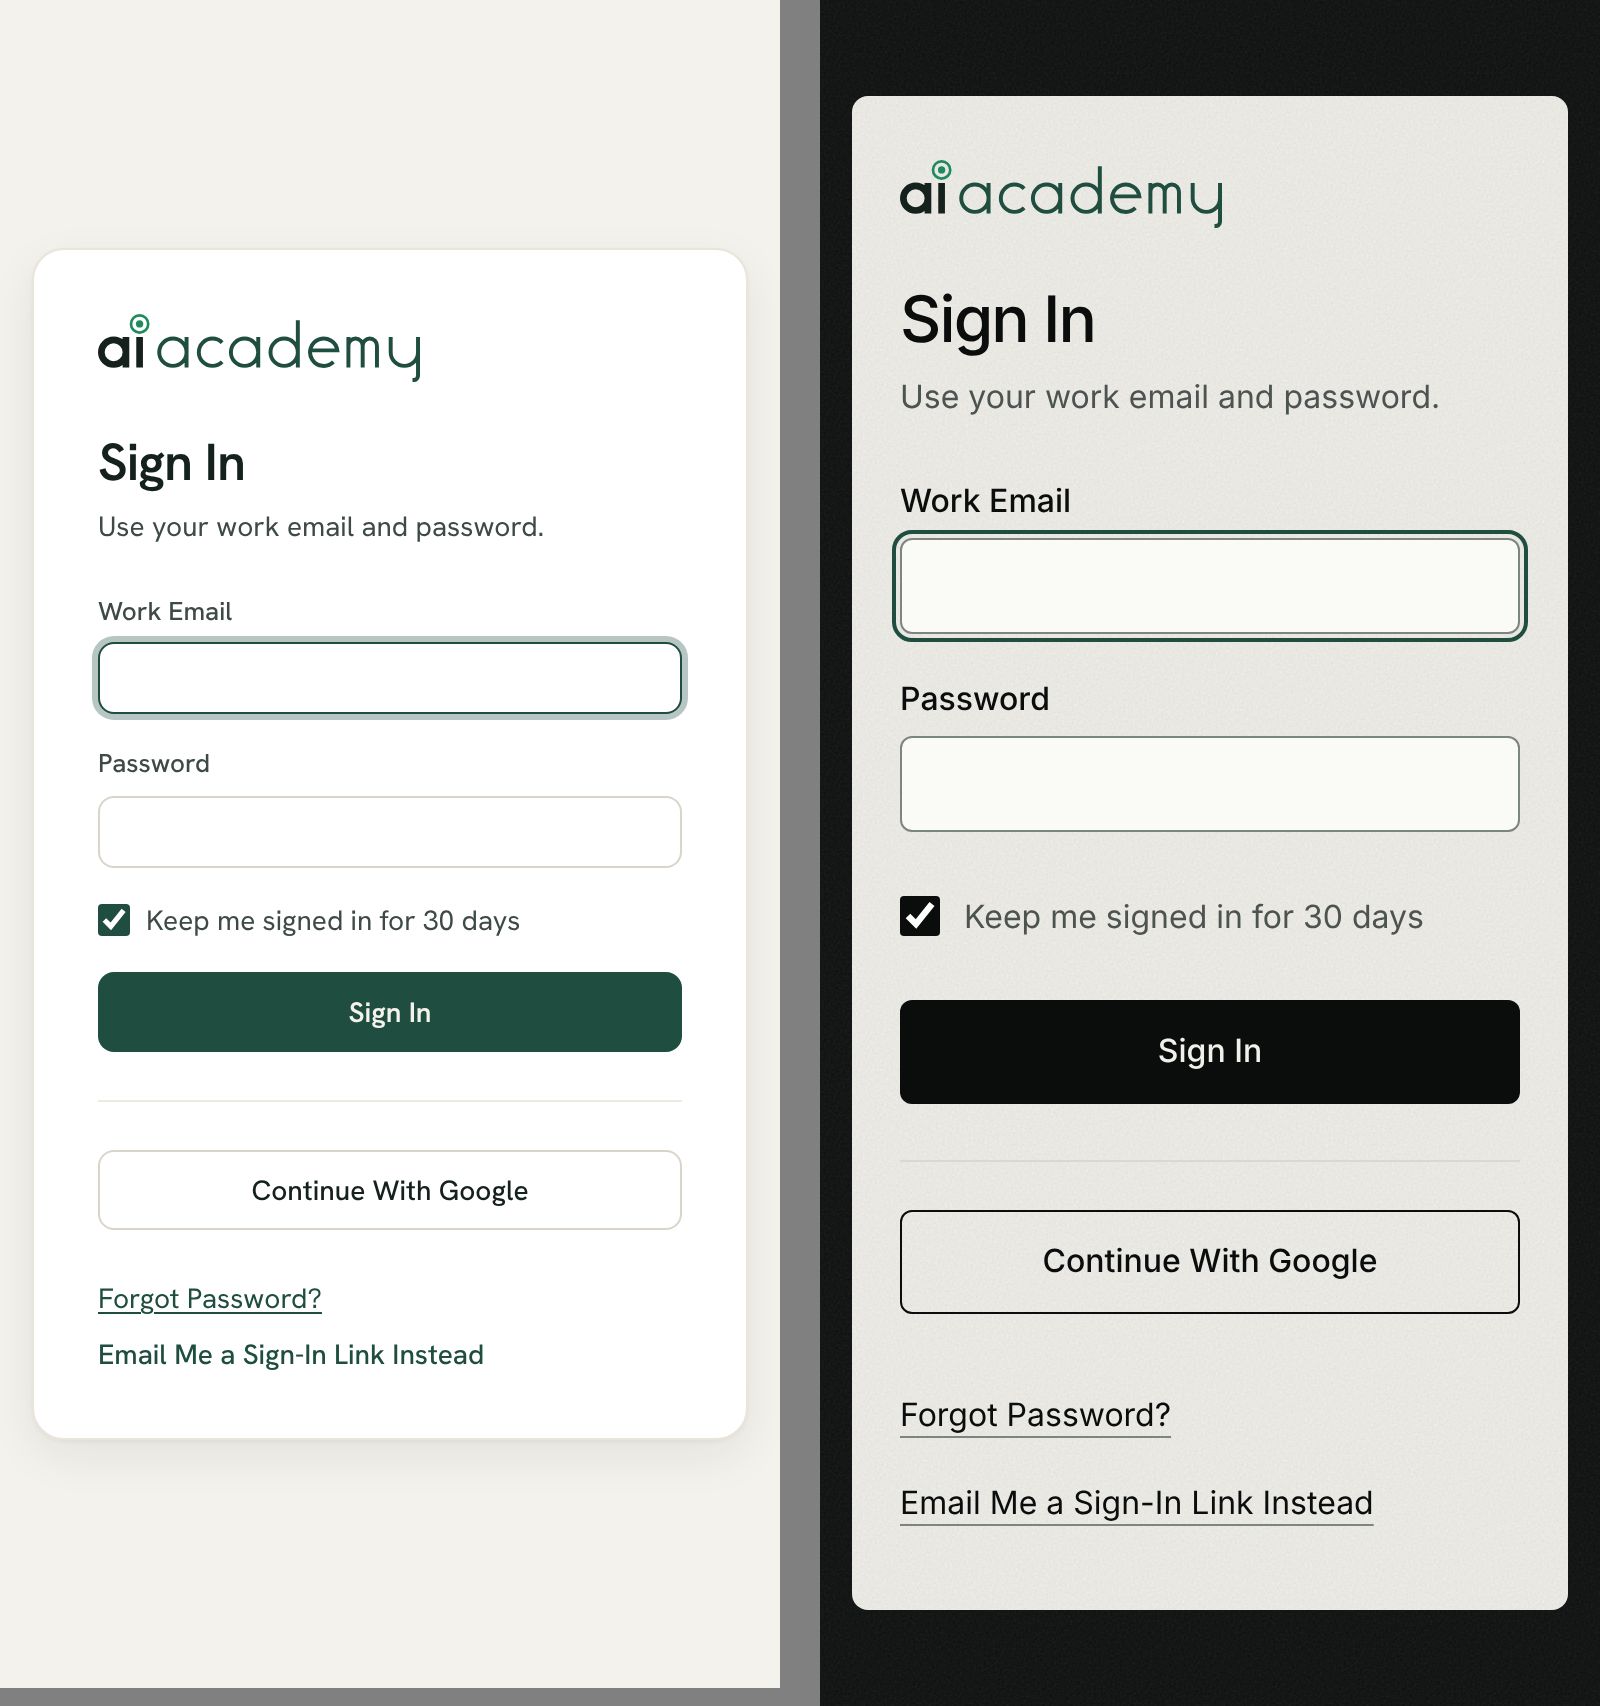 ai academy
Sign In
Use your work email and password.
Work Email
Password
Keep me signed in for 30 days
Sign In
Continue With Google
Forgot Password?
Email Me a Sign-In Link Instead
ai academy
Sign In
Use your work email and password.
Work Email
Password
Keep me signed in for 30 days
Sign In
Continue With Google
Forgot Password?
Email Me a Sign-In Link Instead